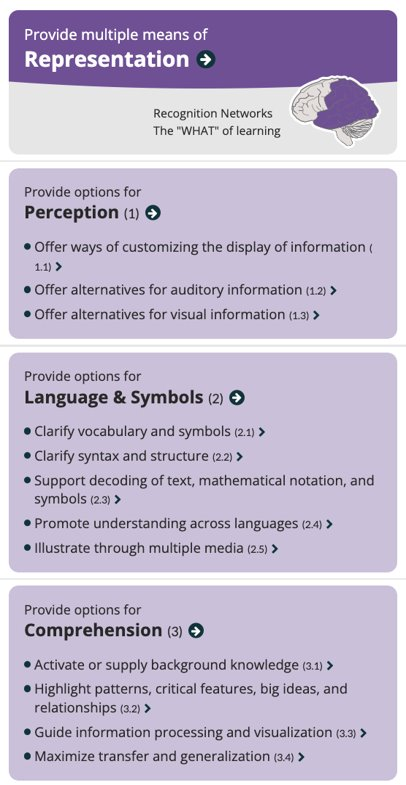 Provide multiple means of
Representation
Recognition Networks
The "WHAT" of learning
Provide options for
Perception (1)
Offer ways of customizing the display of information (
1.1)
Offer alternatives for auditory information (1.2)
Offer alternatives for visual information (1.3)
Provide options for
Language & Symbols (2)
Clarify vocabulary and symbols (2.1)
Clarify syntax and structure (2.2)
Support decoding of text, mathematical notation, and
symbols (2.3)
Promote understanding across languages (2.4)
Illustrate through multiple media (2.5)
Provide options for
Comprehension (3)
Activate or supply background knowledge (3.1)
Highlight patterns, critical features, big ideas, and
relationships (3.2)
Guide information processing and visualization (3.3)
Maximize transfer and generalization (3.4)